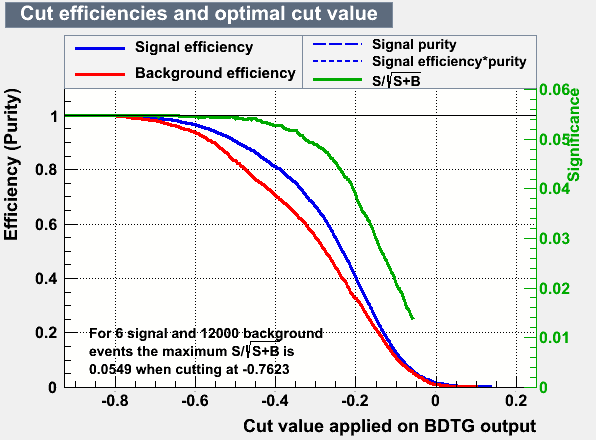 Cut efficiencies and optimal cut value
Signal efficiency
Background efficiency
Signal purity
Signal efficiency*purity
S/√S+B
Efficiency (Purity)
1
0.8
0.6
0.4
0.2
0
0.06
0.05
0.04
0.03
0.02
0.01
0
Significance
For 6 signal and 12000 background
events the maximum S/√S+B is
0.0549 when cutting at -0.7623
-0.8 -0.6 -0.4 -0.2 0 0.2
Cut value applied on BDTG output